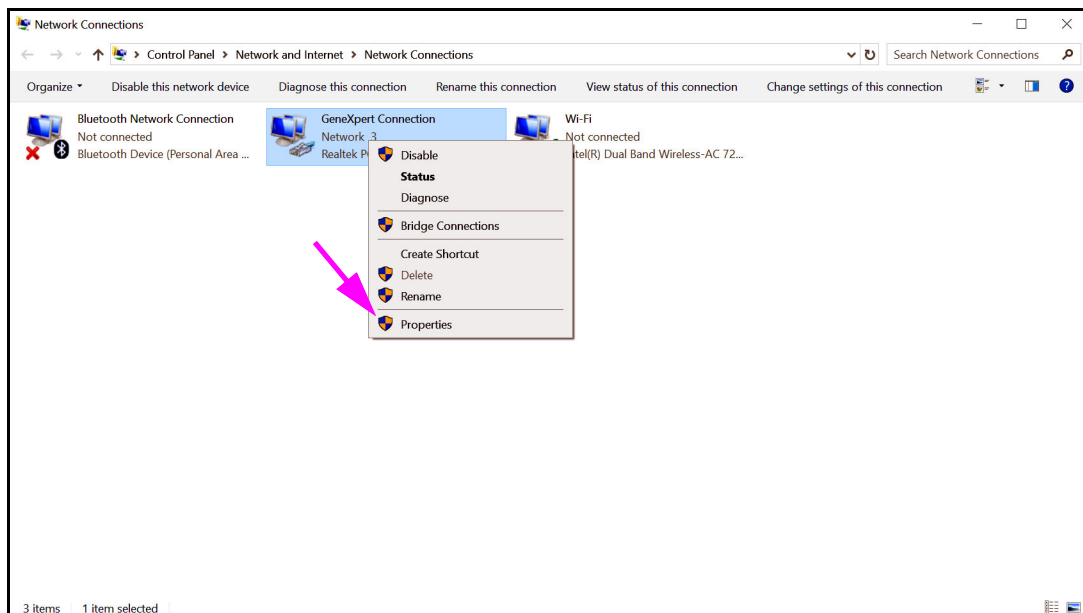 Network Connections
Control Panel > Network and Internet > Network Connections
Search Network Connections
Organize Disable this network device Diagnose this connection Rename this connection View status of this connection Change settings of this connection
Bluetooth Network Connection
Not connected
Bluetooth Device (Personal Area ...
GeneXpert Connection
Network 3
Realtek P
Wi-Fi
Not connected
tel(R) Dual Band Wireless-AC 72...
Disable
Status
Diagnose
Bridge Connections
Create Shortcut
Delete
Rename
Properties
3 items 1 item selected